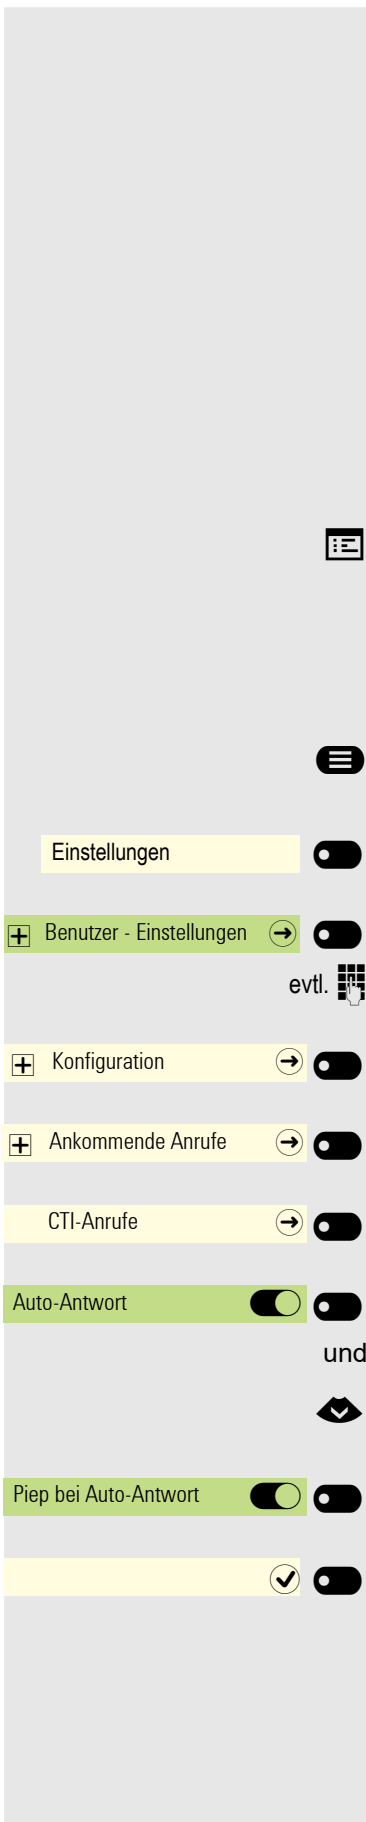 Einstellungen
Benutzer - Einstellungen
evtl.
Konfiguration
Ankommende Anrufe
CTI-Anrufe
Auto-Antwort
und
Piep bei Auto-Antwort